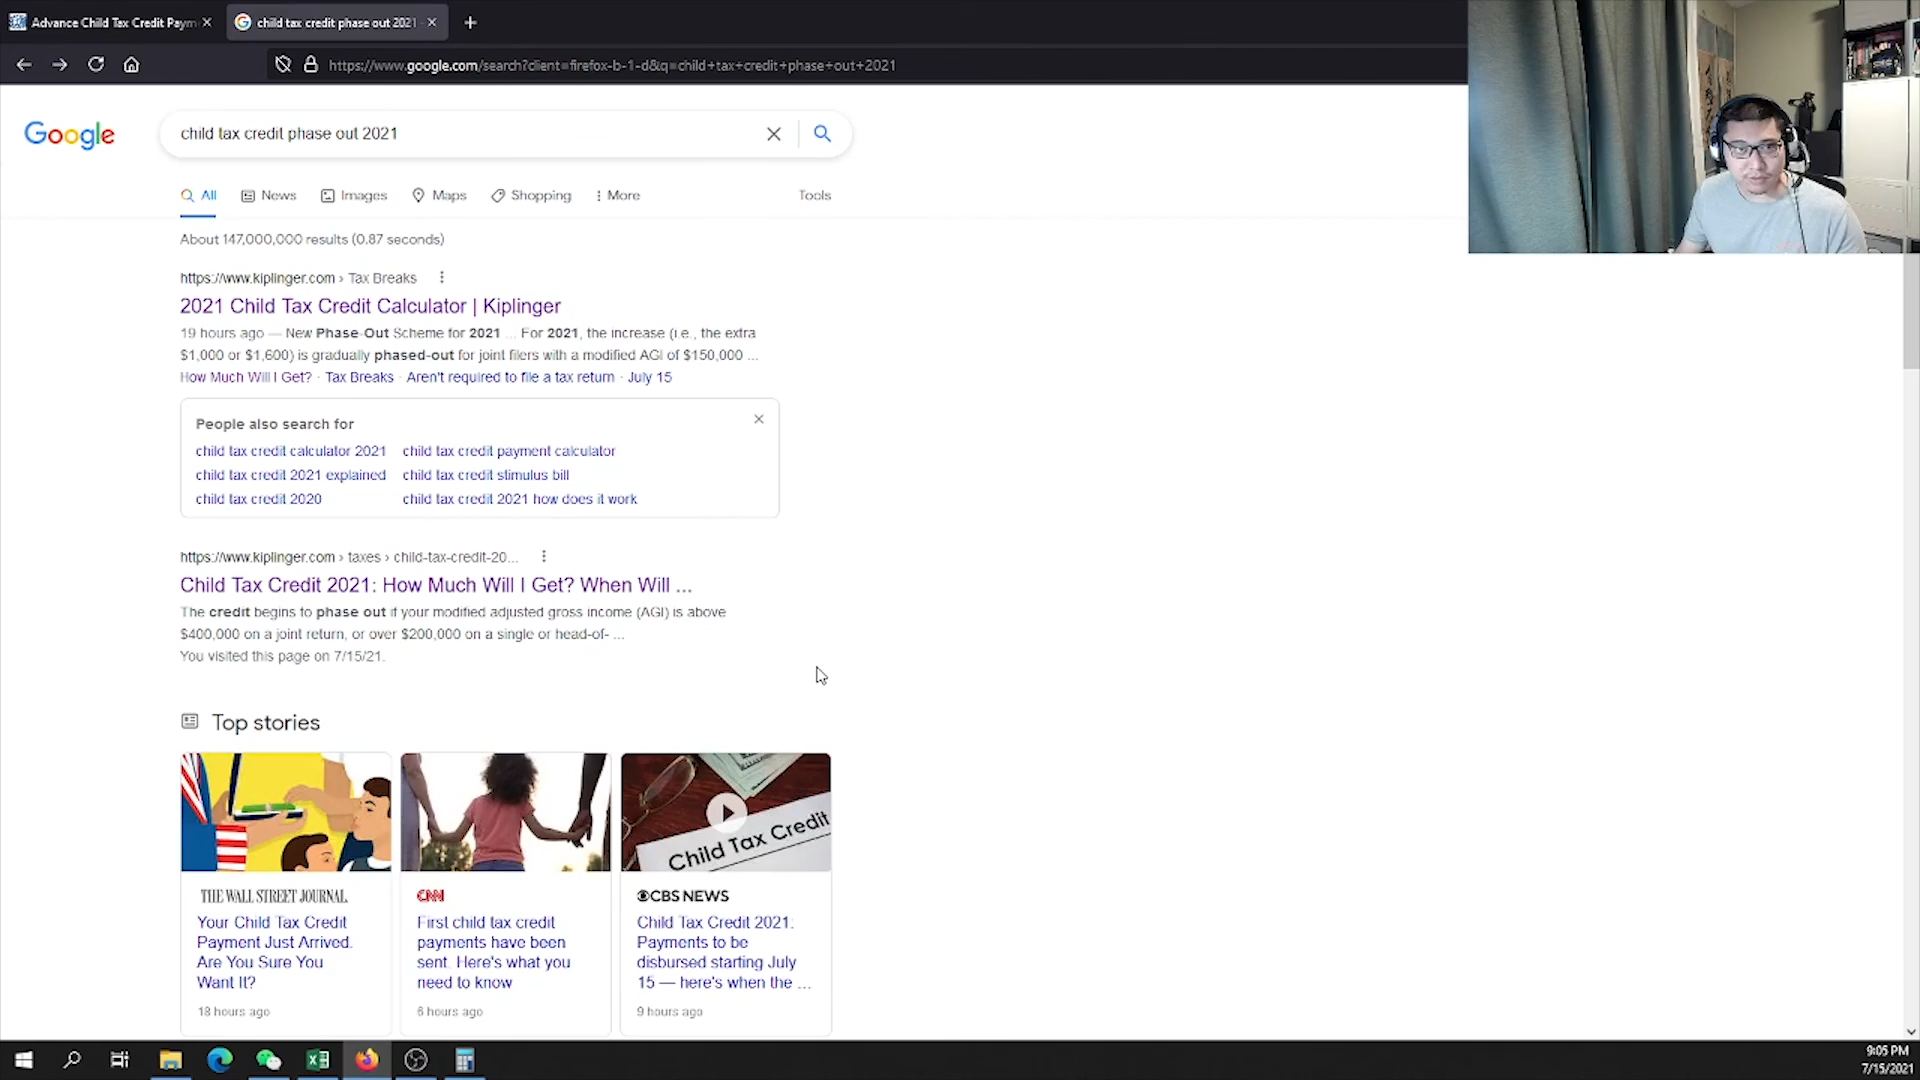 Advance Child Tax Credit Paym
child tax credit phase out 2021
https://www.google.com/search?client=firefox-b-1-d&q=child+tax+credit+phase+out+2021
Google
child tax credit phase out 2021
All
News
Images
Maps
Shopping
More
Tools
About 147,000,000 results (0.87 seconds)
https://www.kiplinger.com › Tax Breaks
2021 Child Tax Credit Calculator | Kiplinger
19 hours ago — New Phase-Out Scheme for 2021 ... For 2021, the increase (i.e., the extra
$1,000 or $1,600) is gradually phased-out for joint filers with a modified AGI of $150,000 ...
How Much Will I Get? · Tax Breaks · Aren't required to file a tax return · July 15
People also search for
child tax credit calculator 2021
child tax credit payment calculator
child tax credit 2021 explained
child tax credit stimulus bill
child tax credit 2020
child tax credit 2021 how does it work
https://www.kiplinger.com › taxes › child-tax-credit-20...
Child Tax Credit 2021: How Much Will I Get? When Will ...
The credit begins to phase out if your modified adjusted gross income (AGI) is above
$400,000 on a joint return, or over $200,000 on a single or head-of- ...
You visited this page on 7/15/21.
Top stories
Child Tax Credit
THE WALL STREET JOURNAL.
Your Child Tax Credit
Payment Just Arrived.
Are You Sure You
Want It?
18 hours ago
CNN
First child tax credit
payments have been
sent. Here's what you
need to know
6 hours ago
CBS NEWS
Child Tax Credit 2021:
Payments to be
disbursed starting July
15 — here's when the ...
9 hours ago
9:05 PM
7/15/2021